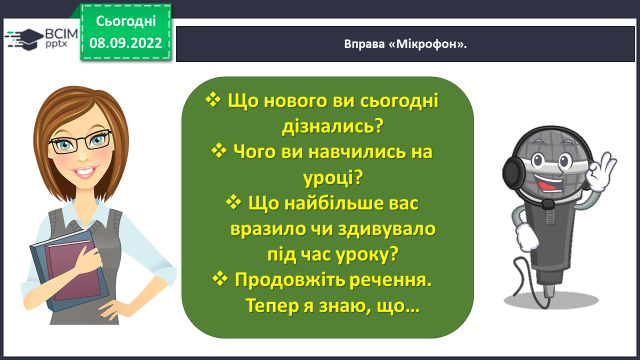 Сьогодні
08.09.2022
ВСІМ
pptx
Вправа «Мікрофон».
❖ Що нового ви сьогодні
дізнались?
❖ Чого ви навчились на
уроці?
❖ Що найбільше вас
вразило чи здивувало
під час уроку?
❖ Продовжіть речення.
Тепер я знаю, що…